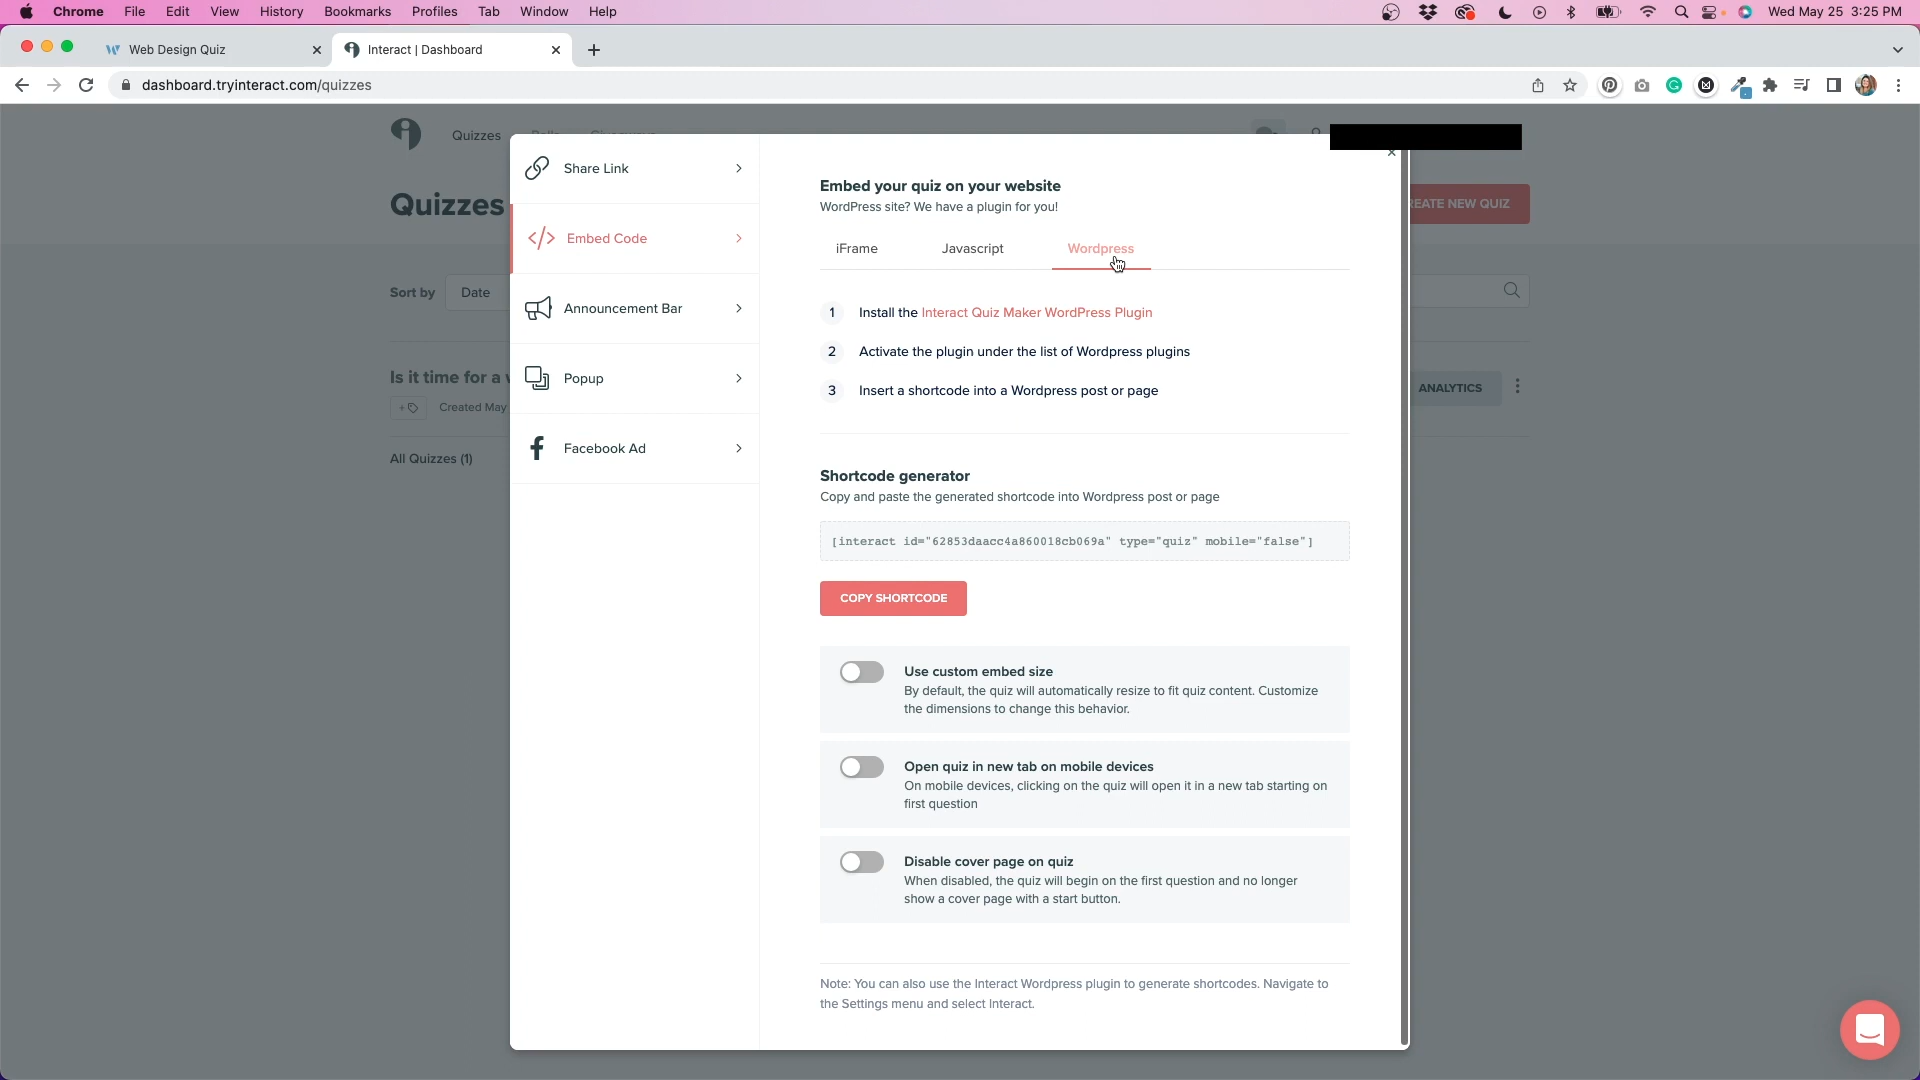 Chrome File Edit View History Bookmarks Profiles Tab Window Help Wed May 25 3:25 PM
Web Design Quiz Interact | Dashboard
dashboard.tryinteract.com/quizzes
Quizzes
Quizzes
CREATE NEW QUIZ
Sort by Date
Is it time for a
Created May
ANALYTICS
All Quizzes (1)
Share Link
Embed Code
Announcement Bar
Popup
Facebook Ad
Embed your quiz on your website
WordPress site? We have a plugin for you!
iFrame Javascript Wordpress
1 Install the Interact Quiz Maker WordPress Plugin
2 Activate the plugin under the list of Wordpress plugins
3 Insert a shortcode into a Wordpress post or page
Shortcode generator
Copy and paste the generated shortcode into Wordpress post or page
[interact id="62853daacc4a860018cb069a" type="quiz" mobile="false"]
COPY SHORTCODE
Use custom embed size
By default, the quiz will automatically resize to fit quiz content. Customize
the dimensions to change this behavior.
Open quiz in new tab on mobile devices
On mobile devices, clicking on the quiz will open it in a new tab starting on
first question
Disable cover page on quiz
When disabled, the quiz will begin on the first question and no longer
show a cover page with a start button.
Note: You can also use the Interact Wordpress plugin to generate shortcodes. Navigate to
the Settings menu and select Interact.